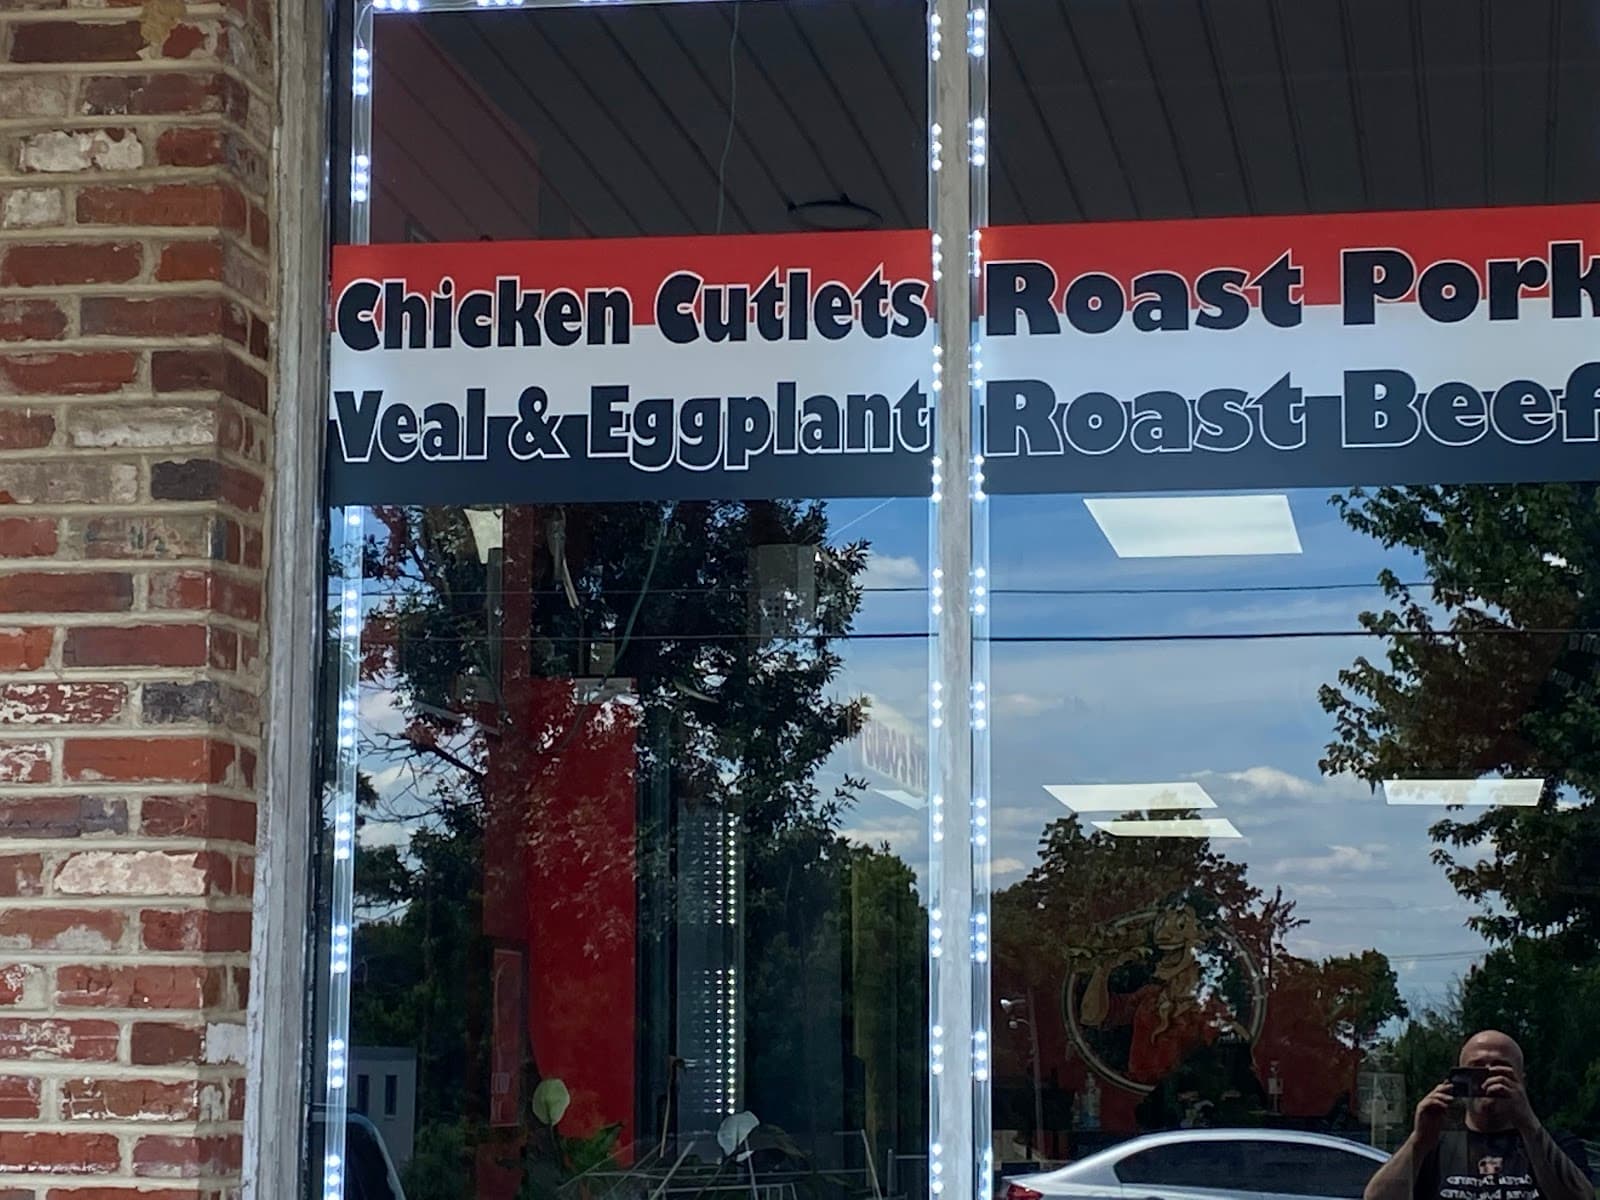 Chicken Cutlets
Veal & Eggplant
Roast Pork
Roast Beef